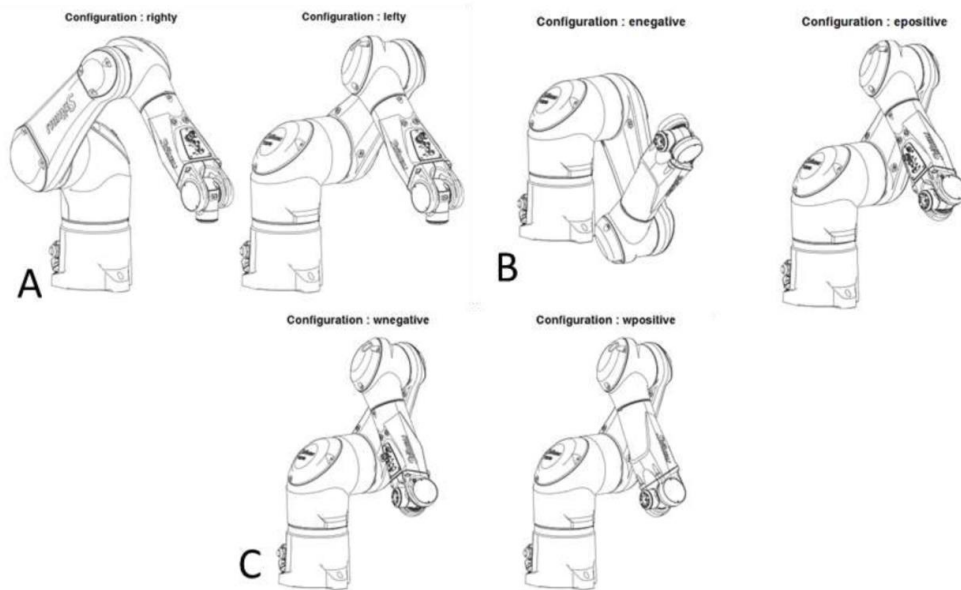 Configuration : righty
Configuration : lefty
Configuration : enegative
Configuration : epositive
A
B
Configuration : wnegative
Configuration : wpositive
C